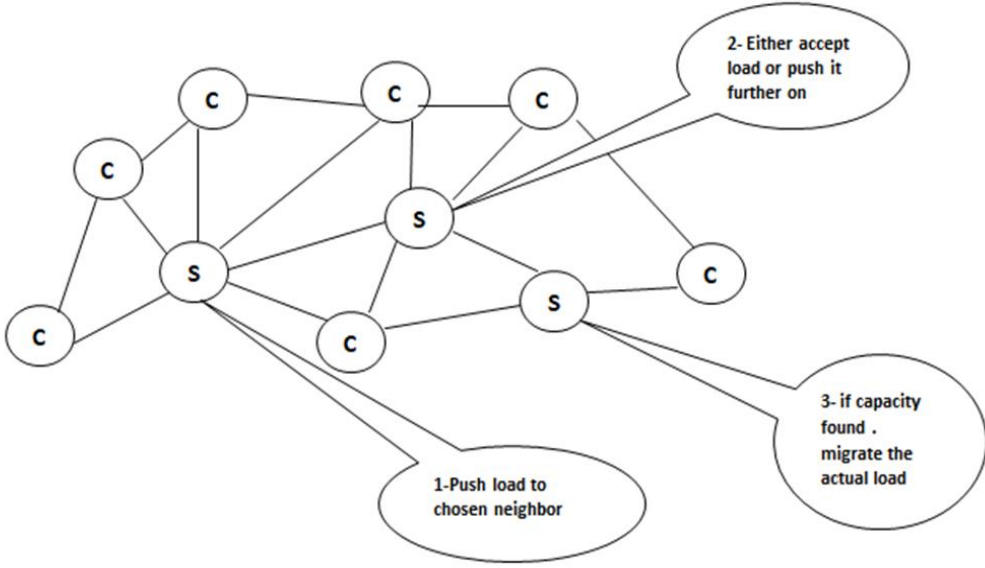 2- Either accept
load or push it
further on
C
C
C
C
S
S
C
S
C
C
3- if capacity
found .
migrate the
actual load
1-Push load to
chosen neighbor